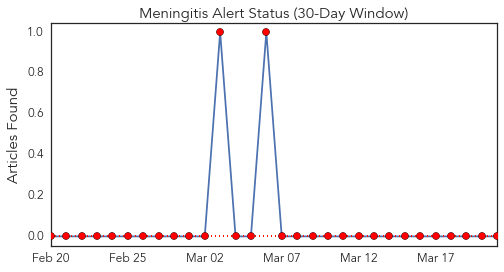 Meningitis Alert Status (30-Day Window)
Articles Found
1.0
0.8
0.6
0.4
0.2
0.0
Feb 20 Feb 25 Mar 02 Mar 07 Mar 12 Mar 17